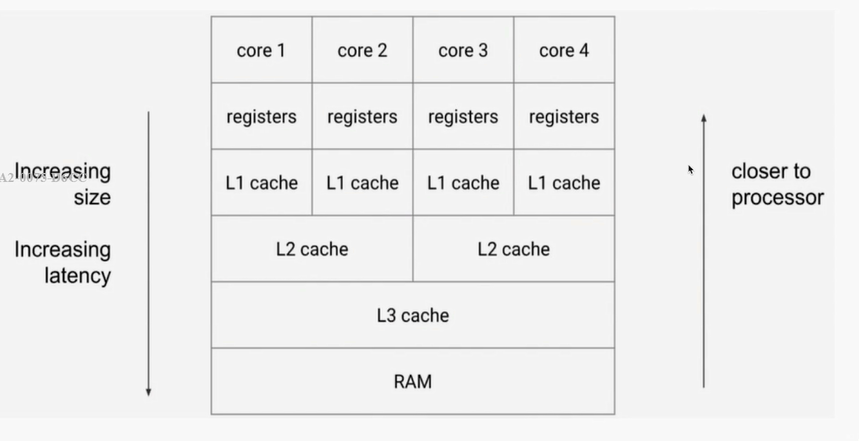 core 1 core 2 core 3 core 4
registers registers registers registers
Increasing
size
L1 cache L1 cache L1 cache L1 cache
closer to
processor
Increasing
latency
L2 cache L2 cache
L3 cache
RAM